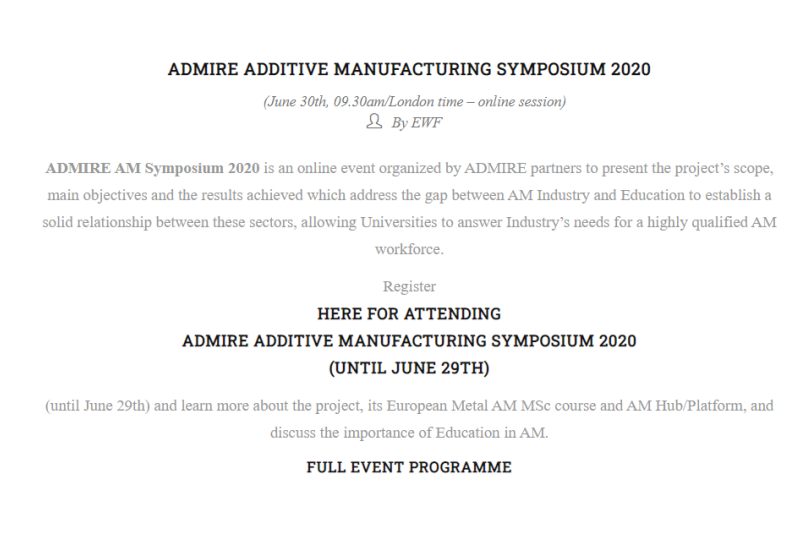 ADMIRE ADDITIVE MANUFACTURING SYMPOSIUM 2020
(June 30th, 09.30am/London time – online session)
By EWF
ADMIRE AM Symposium 2020 is an online event organized by ADMIRE partners to present the project's scope,
main objectives and the results achieved which address the gap between AM Industry and Education to establish a
solid relationship between these sectors, allowing Universities to answer Industry's needs for a highly qualified AM
workforce.
Register
HERE FOR ATTENDING
ADMIRE ADDITIVE MANUFACTURING SYMPOSIUM 2020
(UNTIL JUNE 29TH)
(until June 29th) and learn more about the project, its European Metal AM MSc course and AM Hub/Platform, and
discuss the importance of Education in AM.
FULL EVENT PROGRAMME